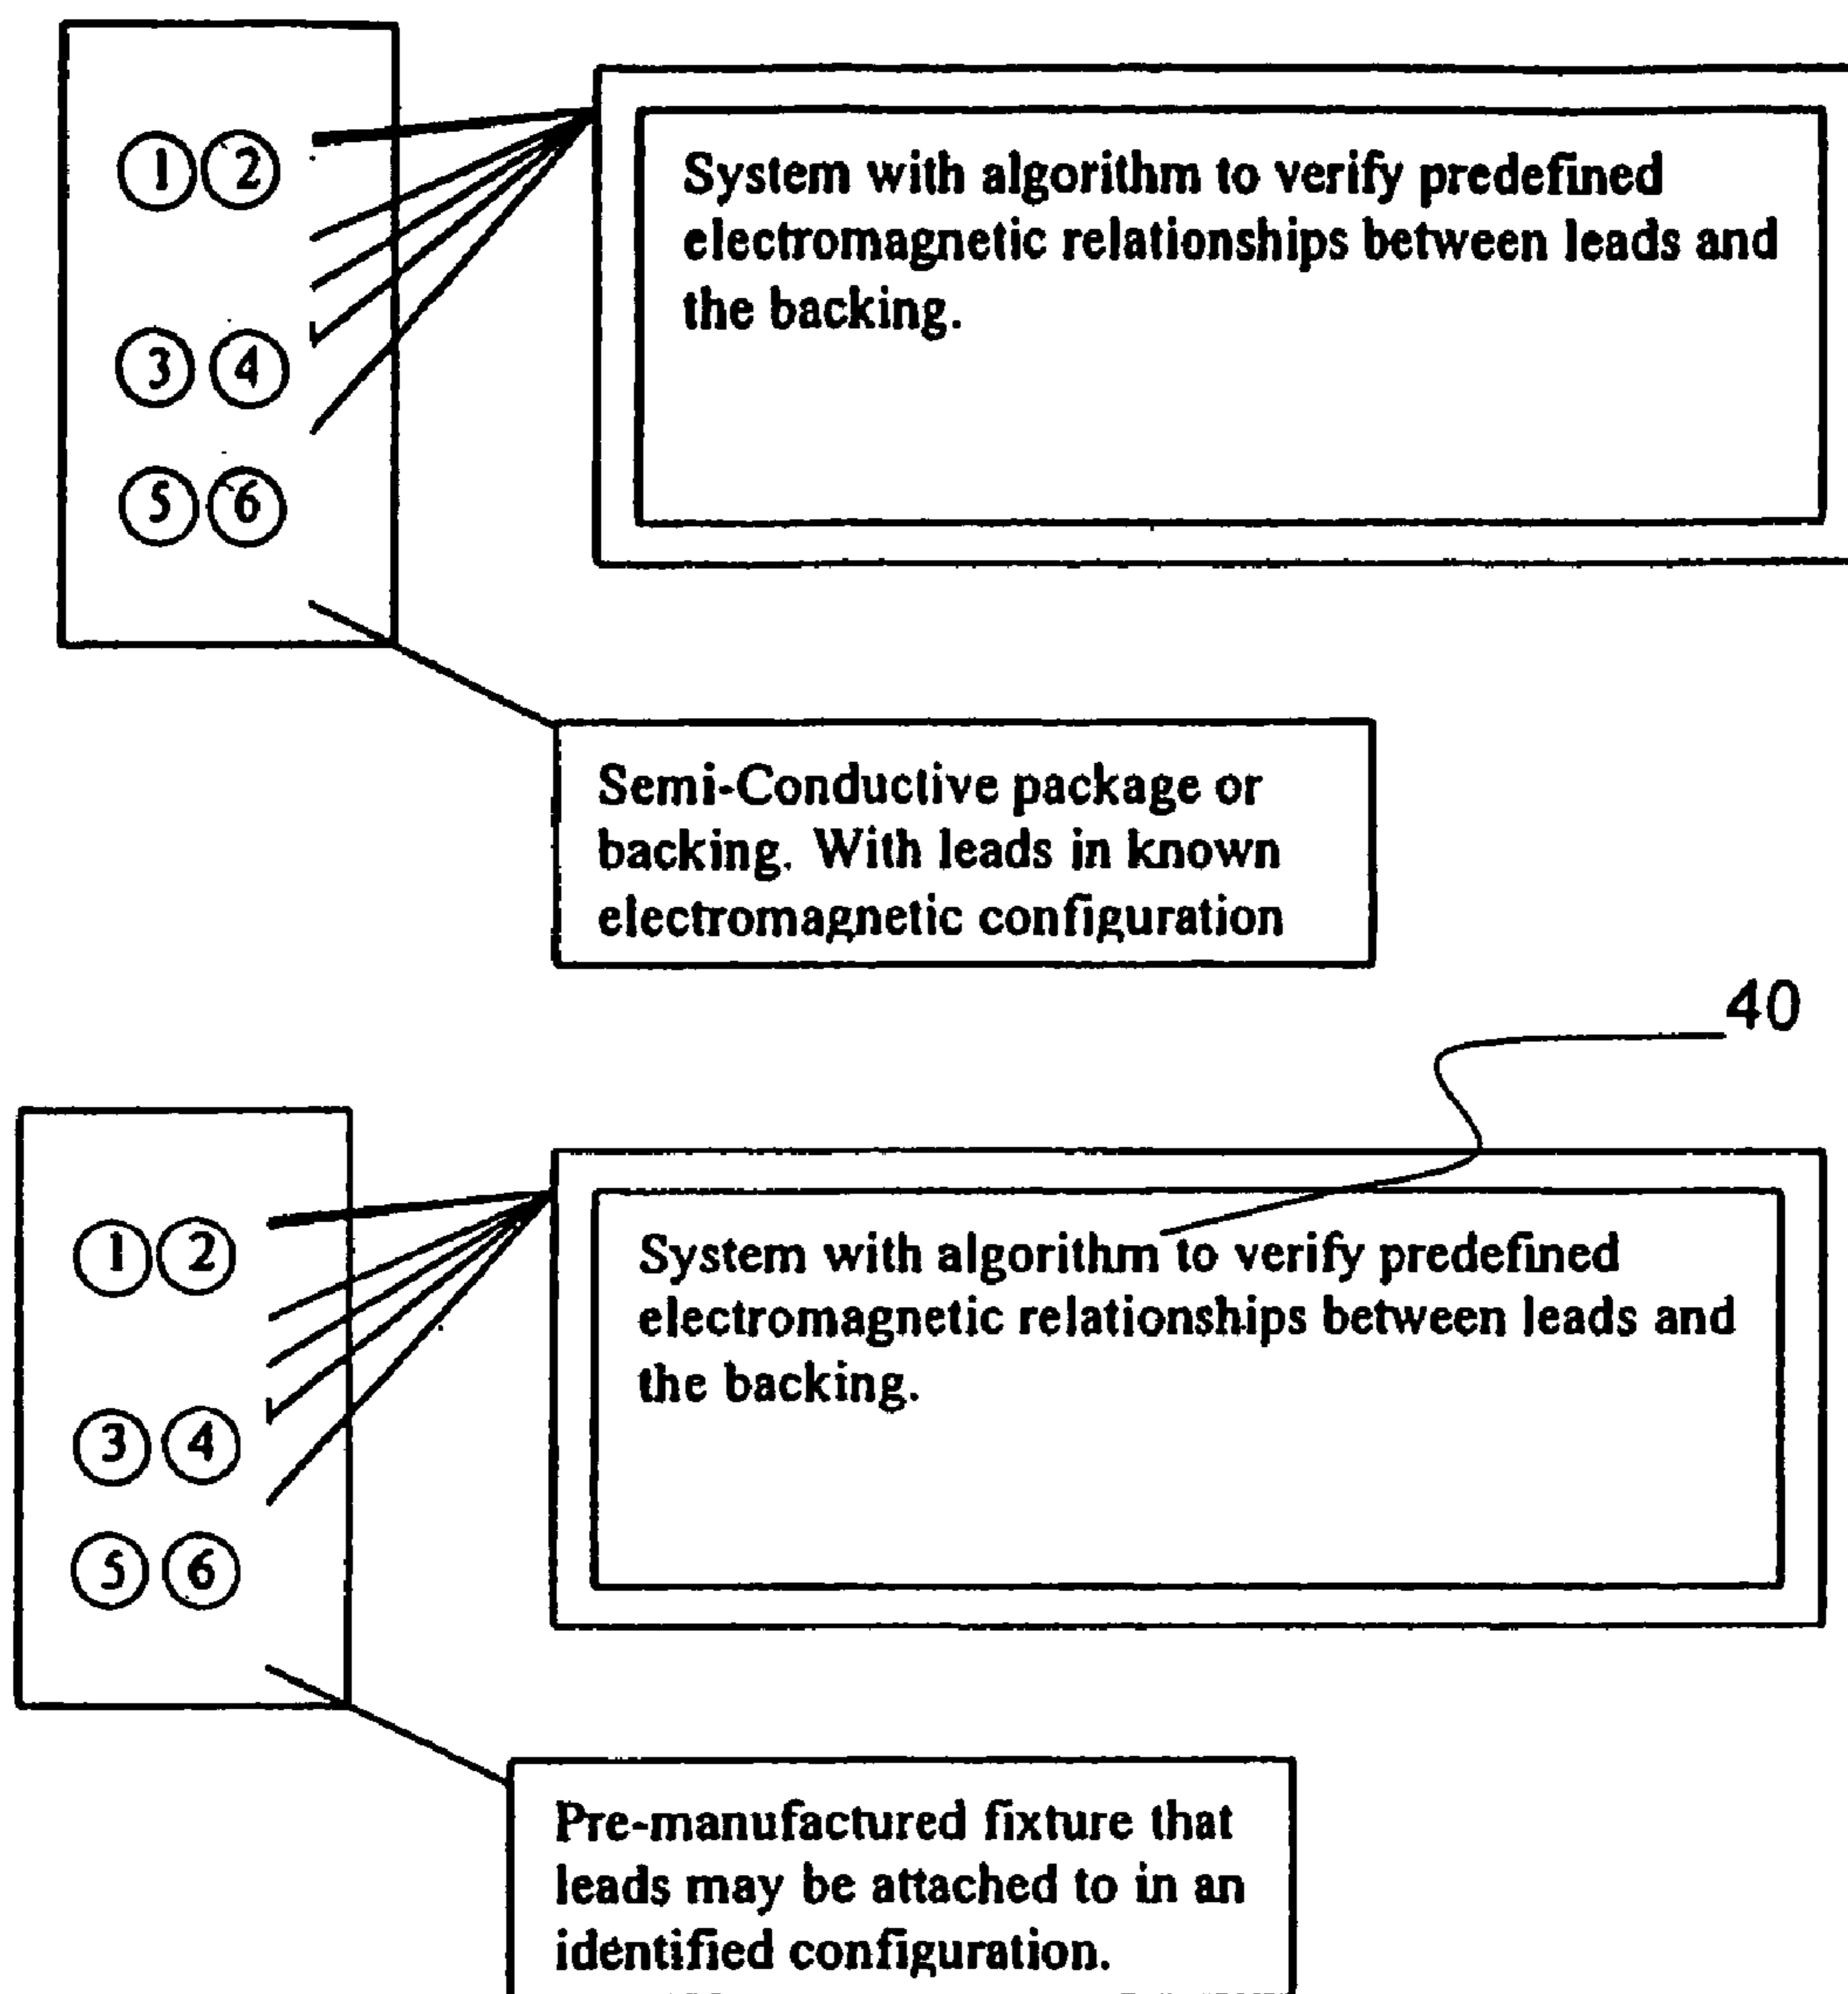 ① ②
System with algorithm to verify predefined
electromagnetic relationships between leads and
the backing.
③ ④
⑤ ⑥
Semi-Conductive package or
backing. With leads in known
electromagnetic configuration
40
① ②
System with algorithm to verify predefined
electromagnetic relationships between leads and
the backing.
③ ④
⑤ ⑥
Pre-manufactured fixture that
leads may be attached to in an
identified configuration.